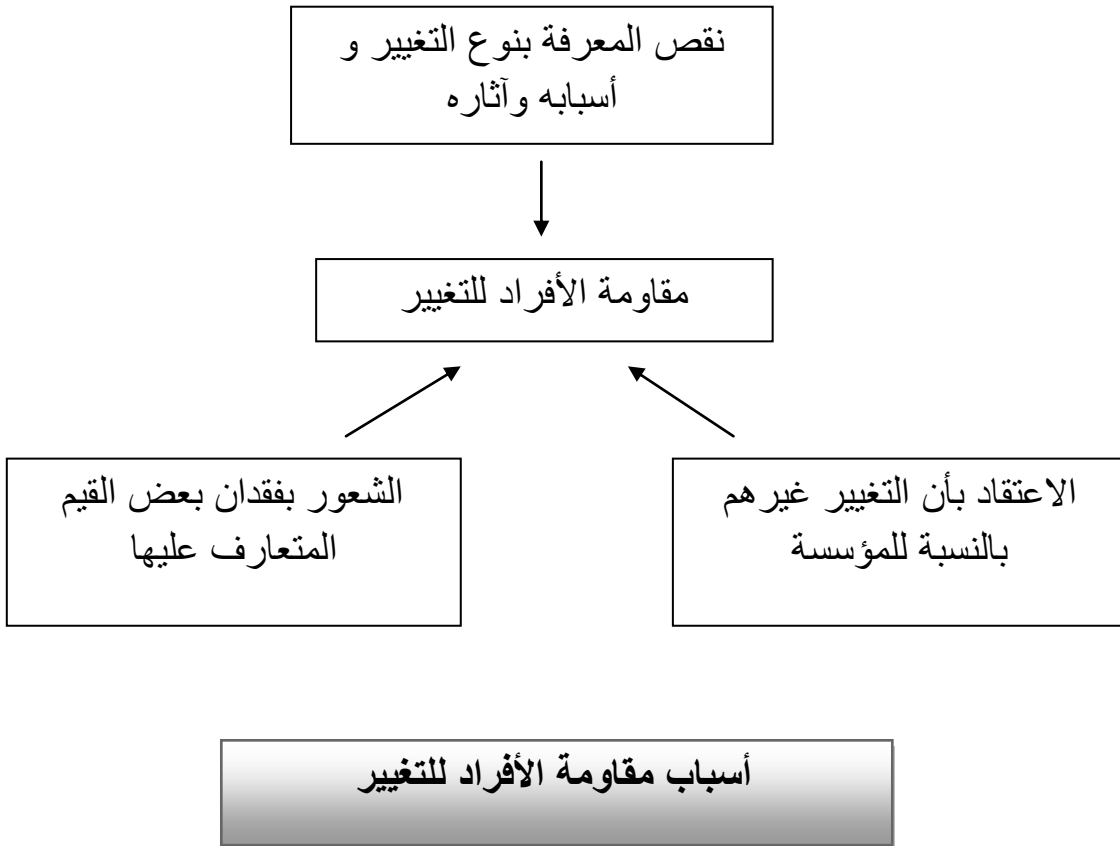 نقص المعرفة بنوع التغيير و
أسبابه وآثاره
مقاومة الأفراد للتغيير
الاعتقاد بأن التغيير غيرهم
بالنسبة للمؤسسة
الشعور بفقدان بعض القيم
المتعارف عليها
أسباب مقاومة الأفراد للتغيير